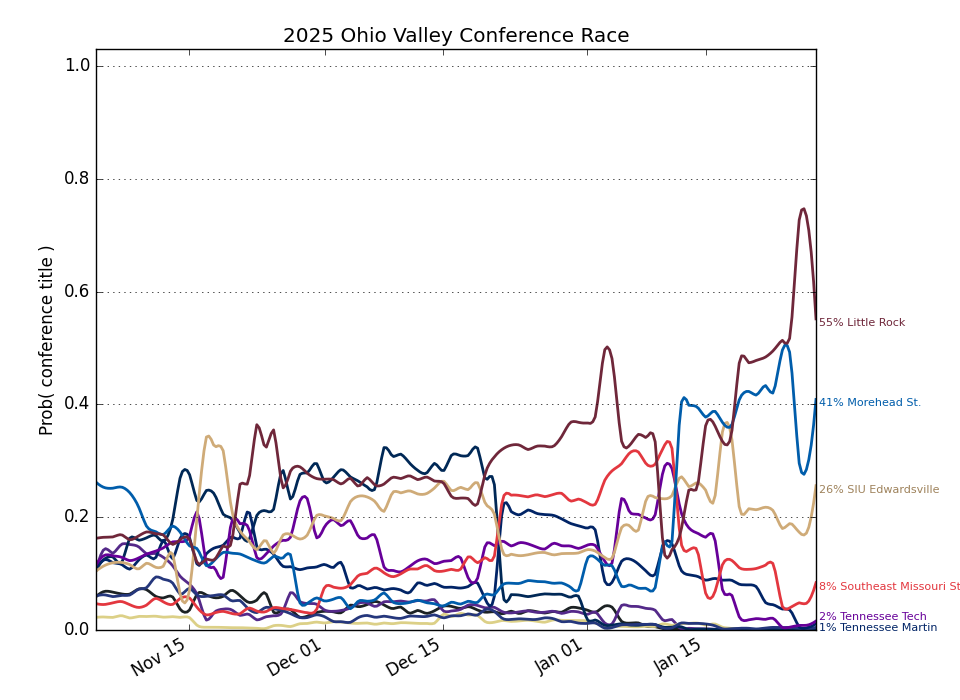 2025 Ohio Valley Conference Race
Prob( conference title )
1.0
0.8
0.6
0.4
0.2
0.0
Nov 15
Dec 01
Dec 15
Jan 01
Jan 15
55% Little Rock
41% Morehead St.
26% SIU Edwardsville
8% Southeast Missouri St
2% Tennessee Tech
1% Tennessee Martin